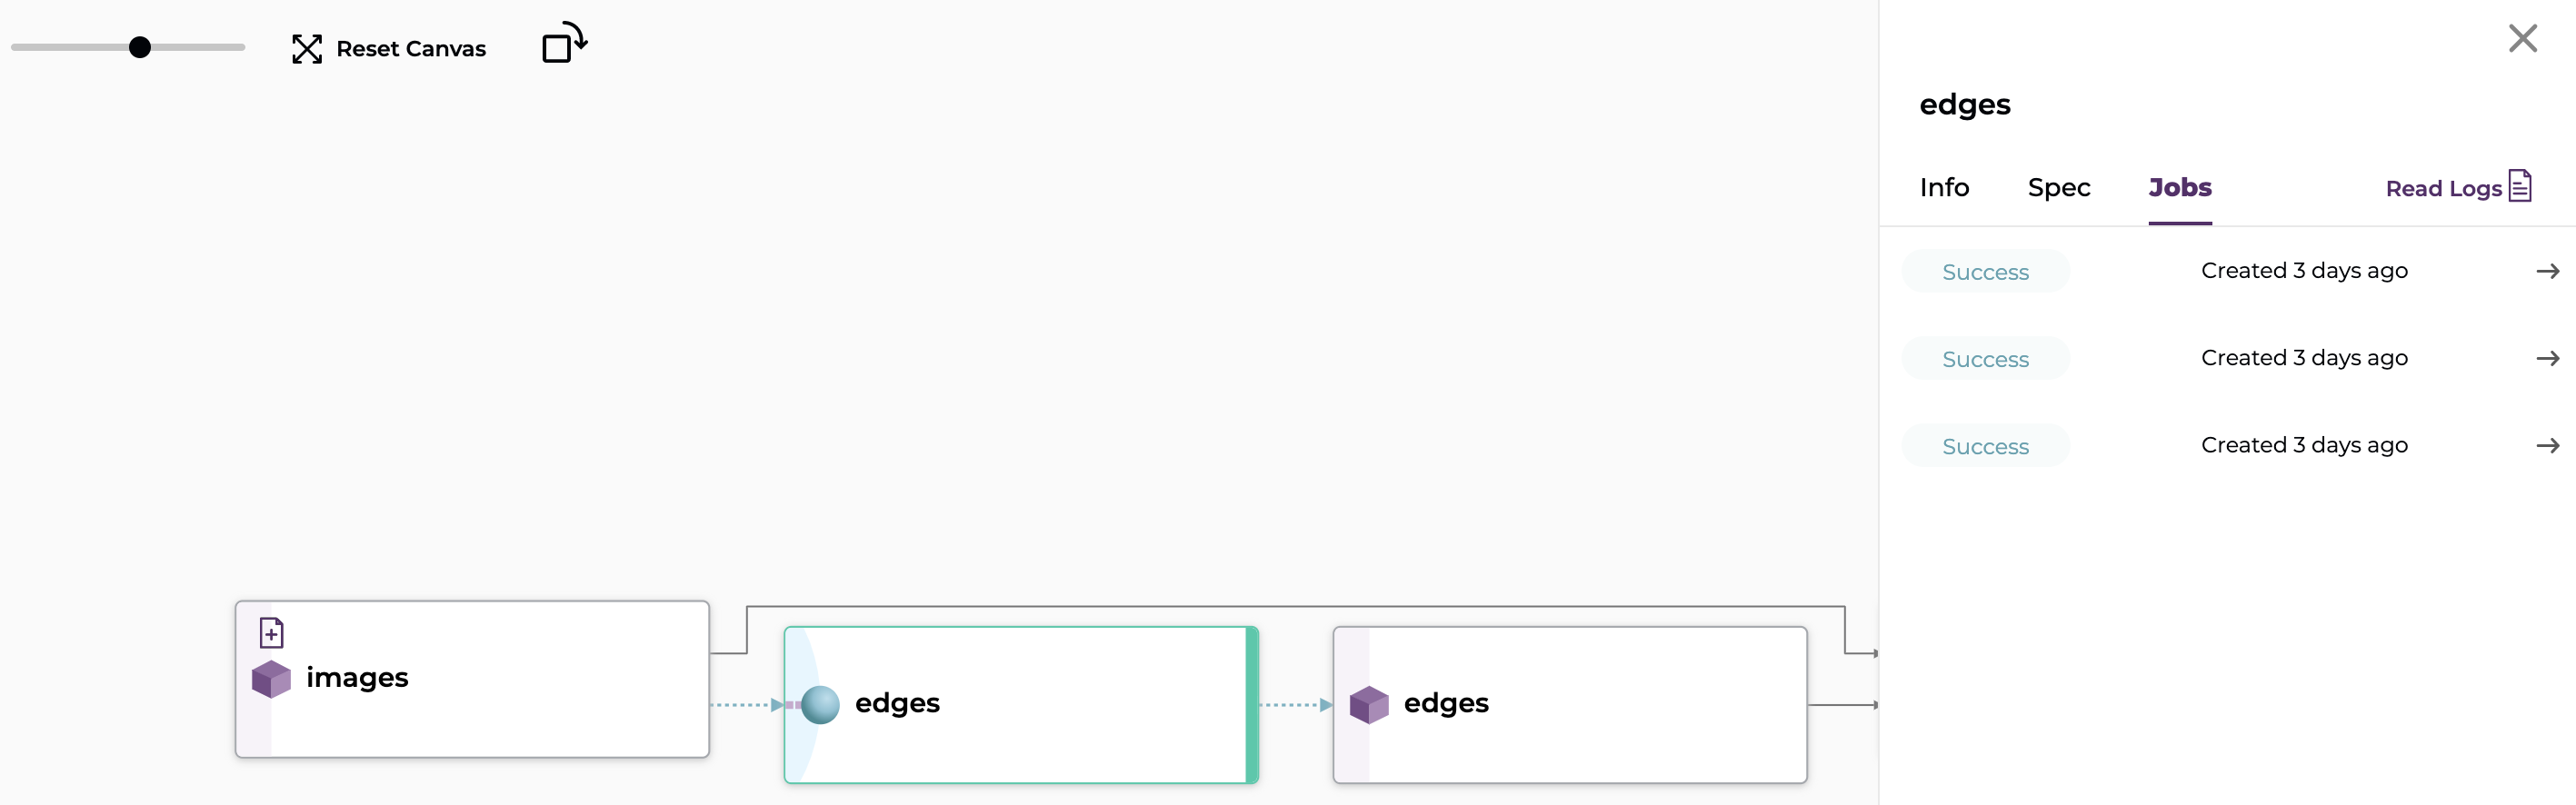 Reset Canvas
edges
Info Spec Jobs Read Logs
Success Created 3 days ago
Success Created 3 days ago
Success Created 3 days ago
images
edges
edges